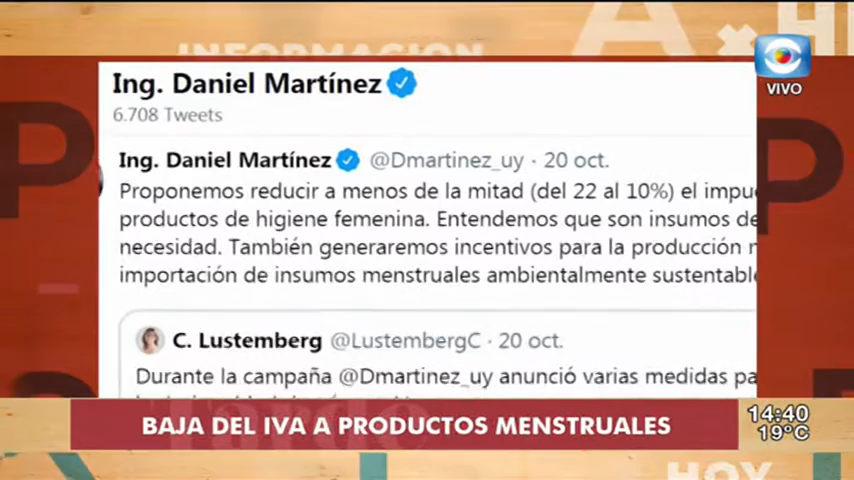 INFORMACION
VIVO
Ing. Daniel Martínez
6.708 Tweets
Ing. Daniel Martínez @Dmartinez_uy · 20 oct.
Proponemos reducir a menos de la mitad (del 22 al 10%) el impu
productos de higiene femenina. Entendemos que son insumos de
necesidad. También generaremos incentivos para la producción
importación de insumos menstruales ambientalmente sustentable
C. Lustemberg @LustembergC · 20 oct.
Durante la campaña @Dmartinez_uy anunció varias medidas pa
Tarde
BAJA DEL IVA A PRODUCTOS MENSTRUALES
14:40
19°C
HOY